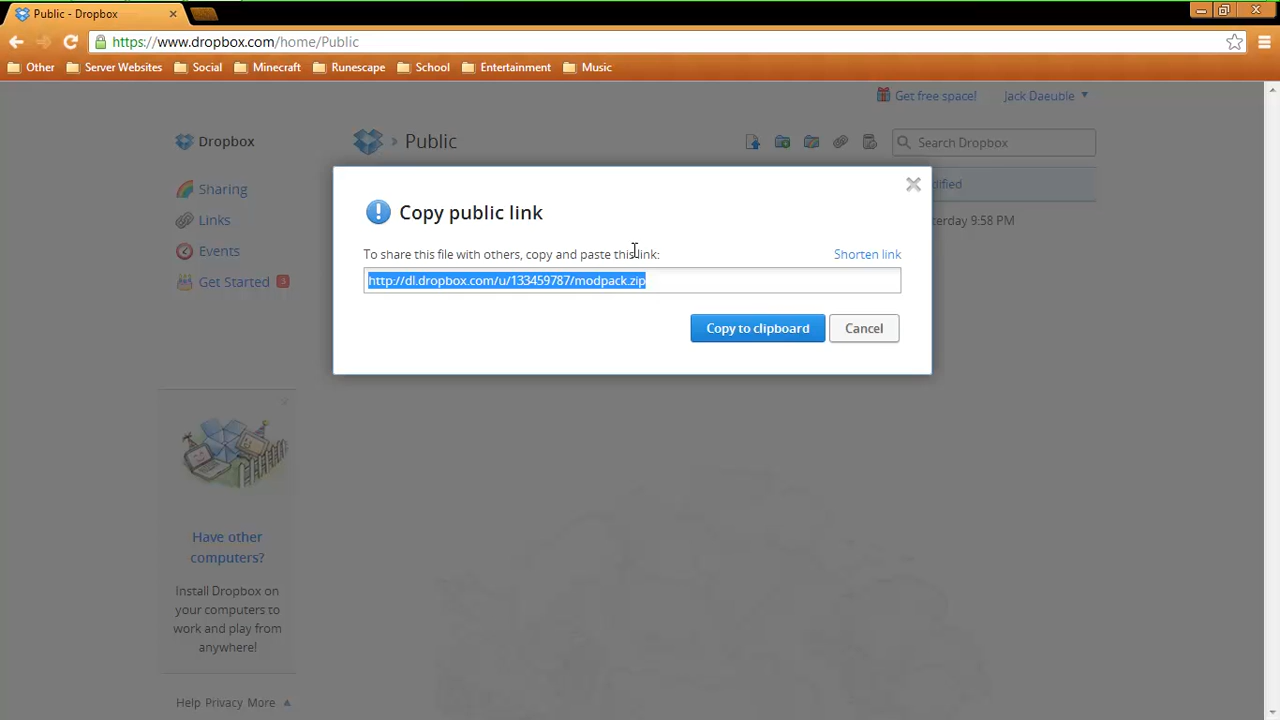 Public - Dropbox
https://www.dropbox.com/home/Public
Other Server Websites Social Minecraft Runescape School Entertainment Music
Get free space! Jack Daeuble
Dropbox
Public
Search Dropbox
Sharing
Links
Events
Get Started 3
yesterday 9:58 PM
Copy public link
To share this file with others, copy and paste this link:
Shorten link
http://dl.dropbox.com/u/133459787/modpack.zip
Copy to clipboard
Cancel
Have other
computers?
Install Dropbox on
your computers to
work and play from
anywhere!
Help Privacy More